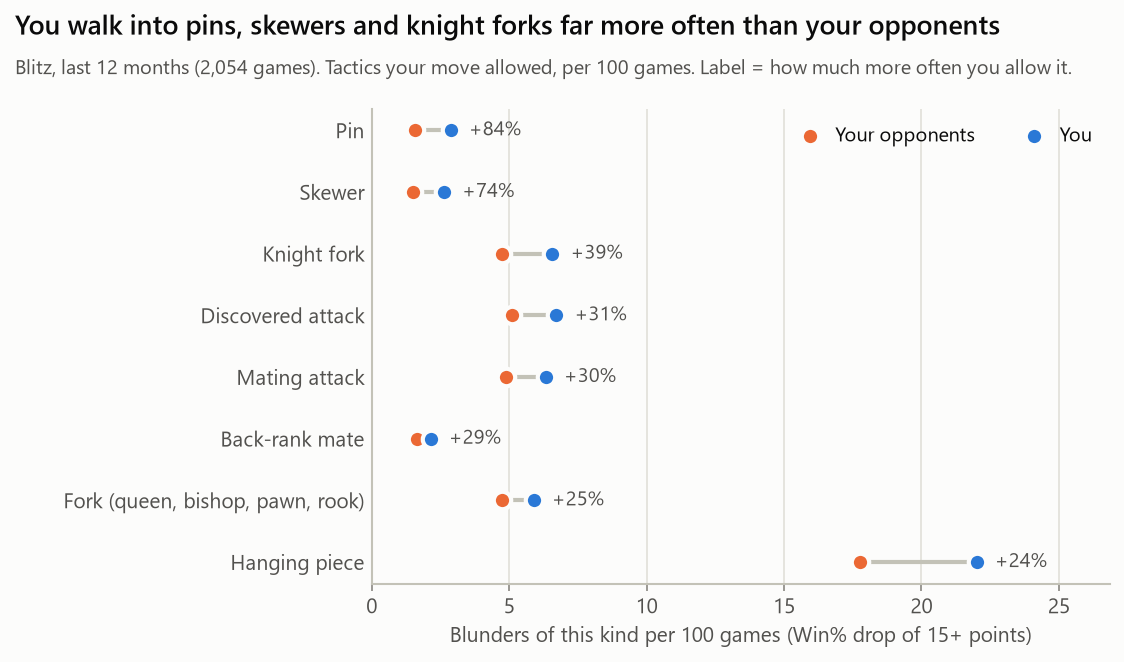 You walk into pins, skewers and knight forks far more often than your opponents
Blitz, last 12 months (2,054 games). Tactics your move allowed, per 100 games. Label = how much more often you allow it.
Your opponents
You
Pin
+84%
Skewer
+74%
Knight fork
+39%
Discovered attack
+31%
Mating attack
+30%
Back-rank mate
+29%
Fork (queen, bishop, pawn, rook)
+25%
Hanging piece
+24%
0 5 10 15 20 25
Blunders of this kind per 100 games (Win% drop of 15+ points)